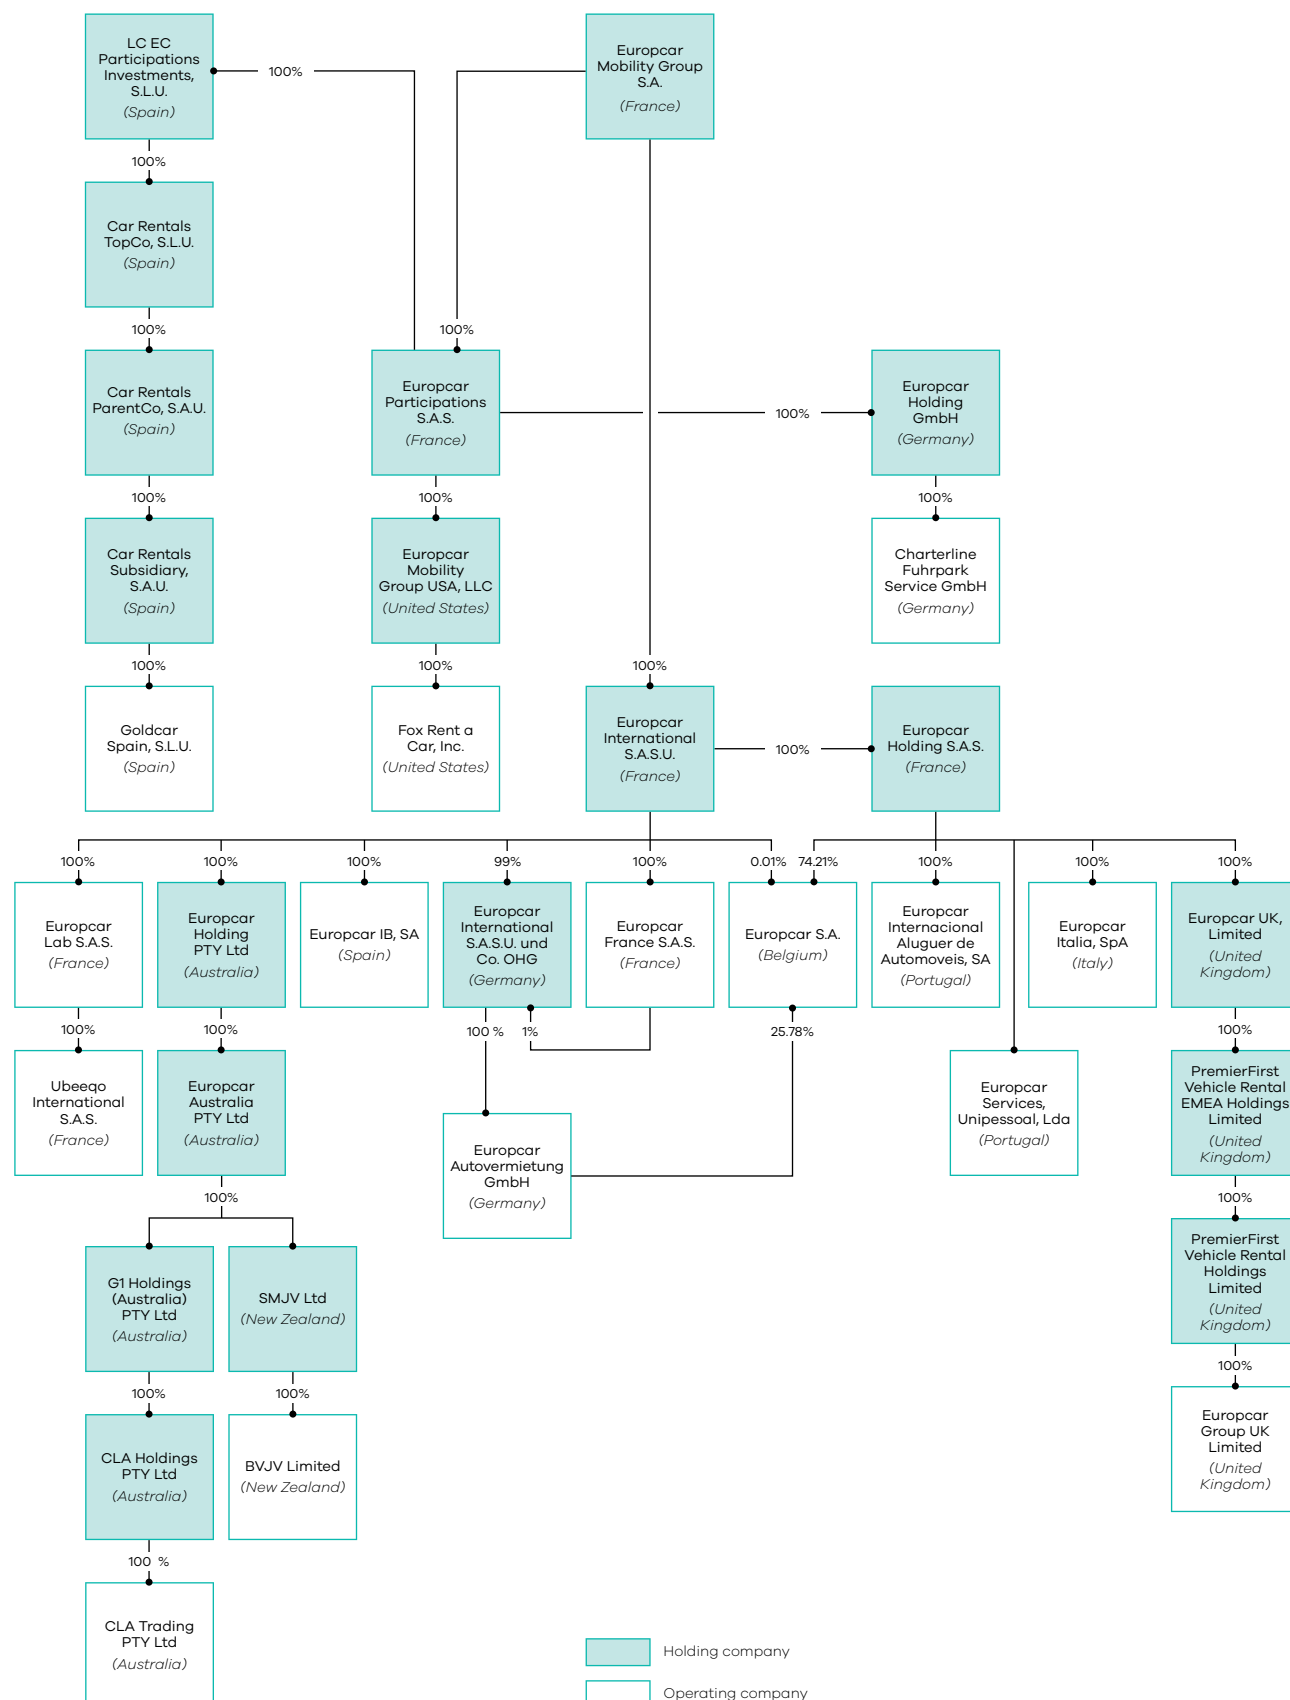 LC EC
Participations
Investments,
S.L.U.
(Spain)
100%
Europcar
Mobility Group
S.A.
(France)
100%
Car Rentals
TopCo, S.L.U.
(Spain)
100%
100%
Car Rentals
ParentCo, S.A.U.
(Spain)
Europcar
Participations
S.A.S.
(France)
100%
Europcar
Holding
GmbH
(Germany)
100%
100%
100%
Car Rentals
Subsidiary,
S.A.U.
(Spain)
Europcar
Mobility
Group USA, LLC
(United States)
Charterline
Fuhrpark
Service GmbH
(Germany)
100%
100%
100%
Goldcar
Spain, S.L.U.
(Spain)
Fox Rent a
Car, Inc.
(United States)
Europcar
International
S.A.S.U.
(France)
100%
Europcar
Holding S.A.S.
(France)
100%
100%
100%
99%
100%
0.01%
74.21%
100%
100%
100%
Europcar
Lab S.A.S.
(France)
Europcar
Holding
PTY Ltd
(Australia)
Europcar IB, SA
(Spain)
Europcar
International
S.A.S.U. und
Co. OHG
(Germany)
Europcar
France S.A.S.
(France)
Europcar S.A.
(Belgium)
Europcar
Internacional
Aluguer de
Automoveis, SA
(Portugal)
Europcar
Italia, SpA
(Italy)
Europcar UK,
Limited
(United
Kingdom)
100%
100%
100 %
1%
25.78%
100%
Ubeeqo
International
S.A.S.
(France)
Europcar
Australia
PTY Ltd
(Australia)
Europcar
Autovermietung
GmbH
(Germany)
Europcar
Services,
Unipessoal, Lda
(Portugal)
PremierFirst
Vehicle Rental
EMEA Holdings
Limited
(United
Kingdom)
100%
100%
G1 Holdings
(Australia)
PTY Ltd
(Australia)
SMJV Ltd
(New Zealand)
PremierFirst
Vehicle Rental
Holdings
Limited
(United
Kingdom)
100%
100%
100%
CLA Holdings
PTY Ltd
(Australia)
BVJV Limited
(New Zealand)
Europcar
Group UK
Limited
(United
Kingdom)
100 %
CLA Trading
PTY Ltd
(Australia)
Holding company
Operating company